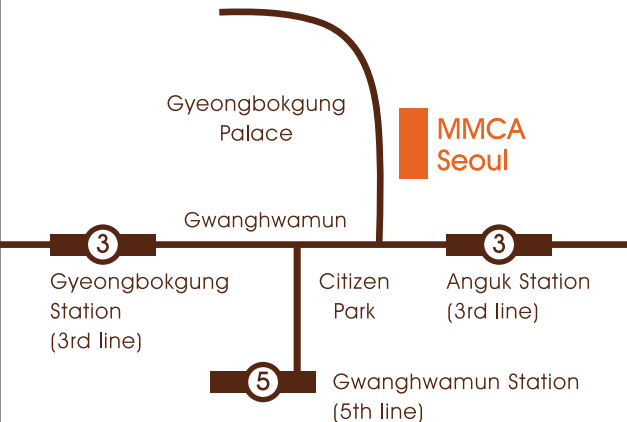 Gyeongbokgung
Palace
MMCA
Seoul
Gwanghwamun
3
3
Gyeongbokgung
Station
(3rd line)
Citizen
Park
Anguk Station
(3rd line)
5
Gwanghwamun Station
(5th line)